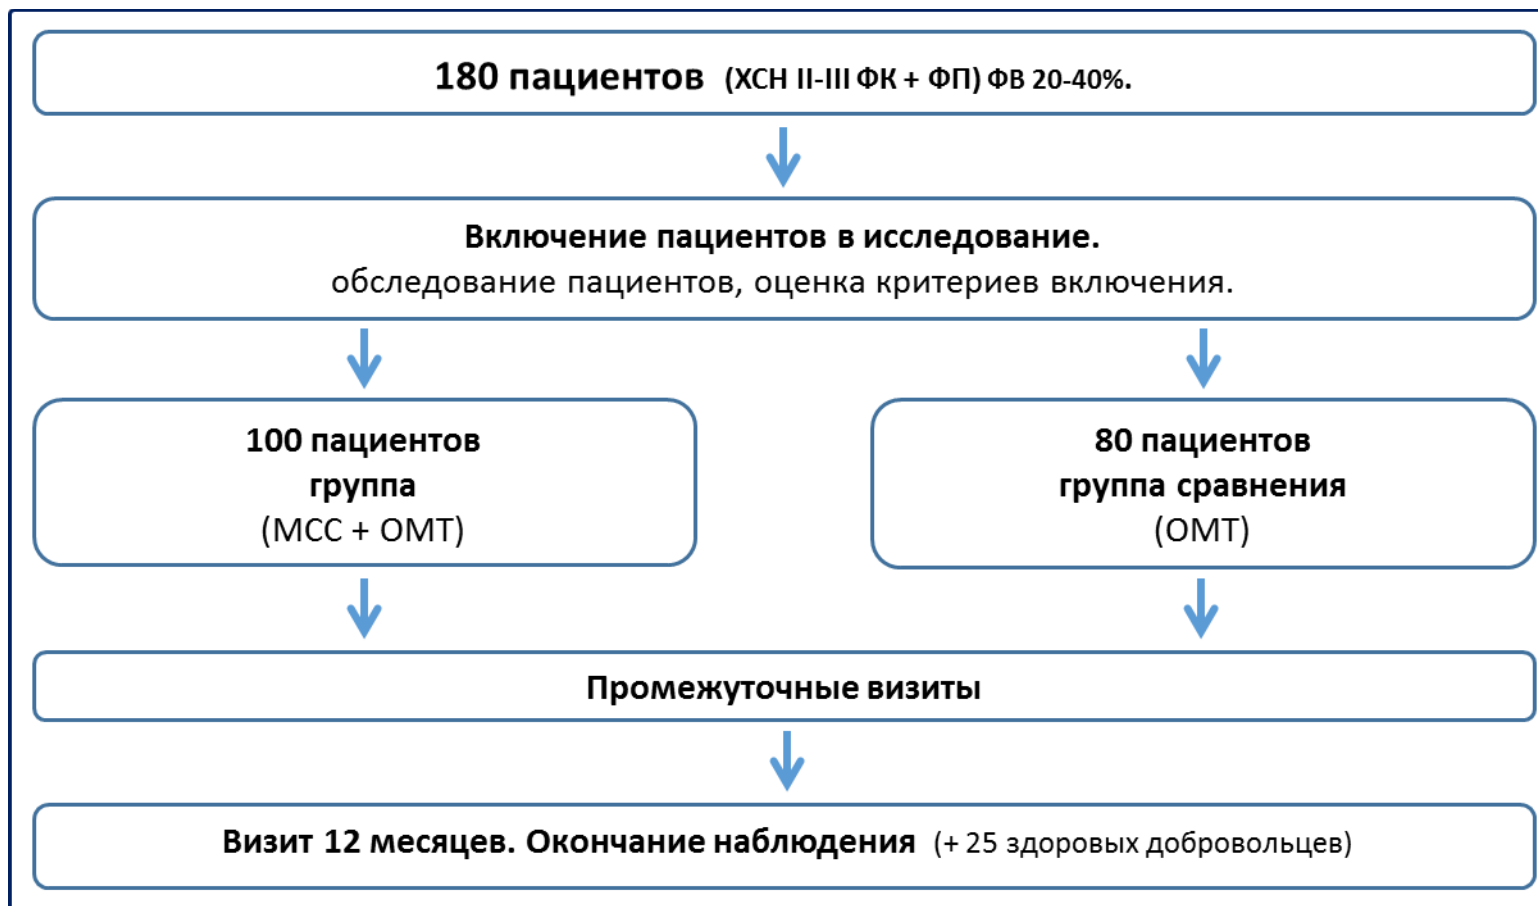 180 пациентов (ХСН II-III ФК + ФП) ФВ 20-40%.
Включение пациентов в исследование.
обследование пациентов, оценка критериев включения.
100 пациентов
группа
(МСС + ОМТ)
80 пациентов
группа сравнения
(ОМТ)
Промежуточные визиты
Визит 12 месяцев. Окончание наблюдения (+ 25 здоровых добровольцев)